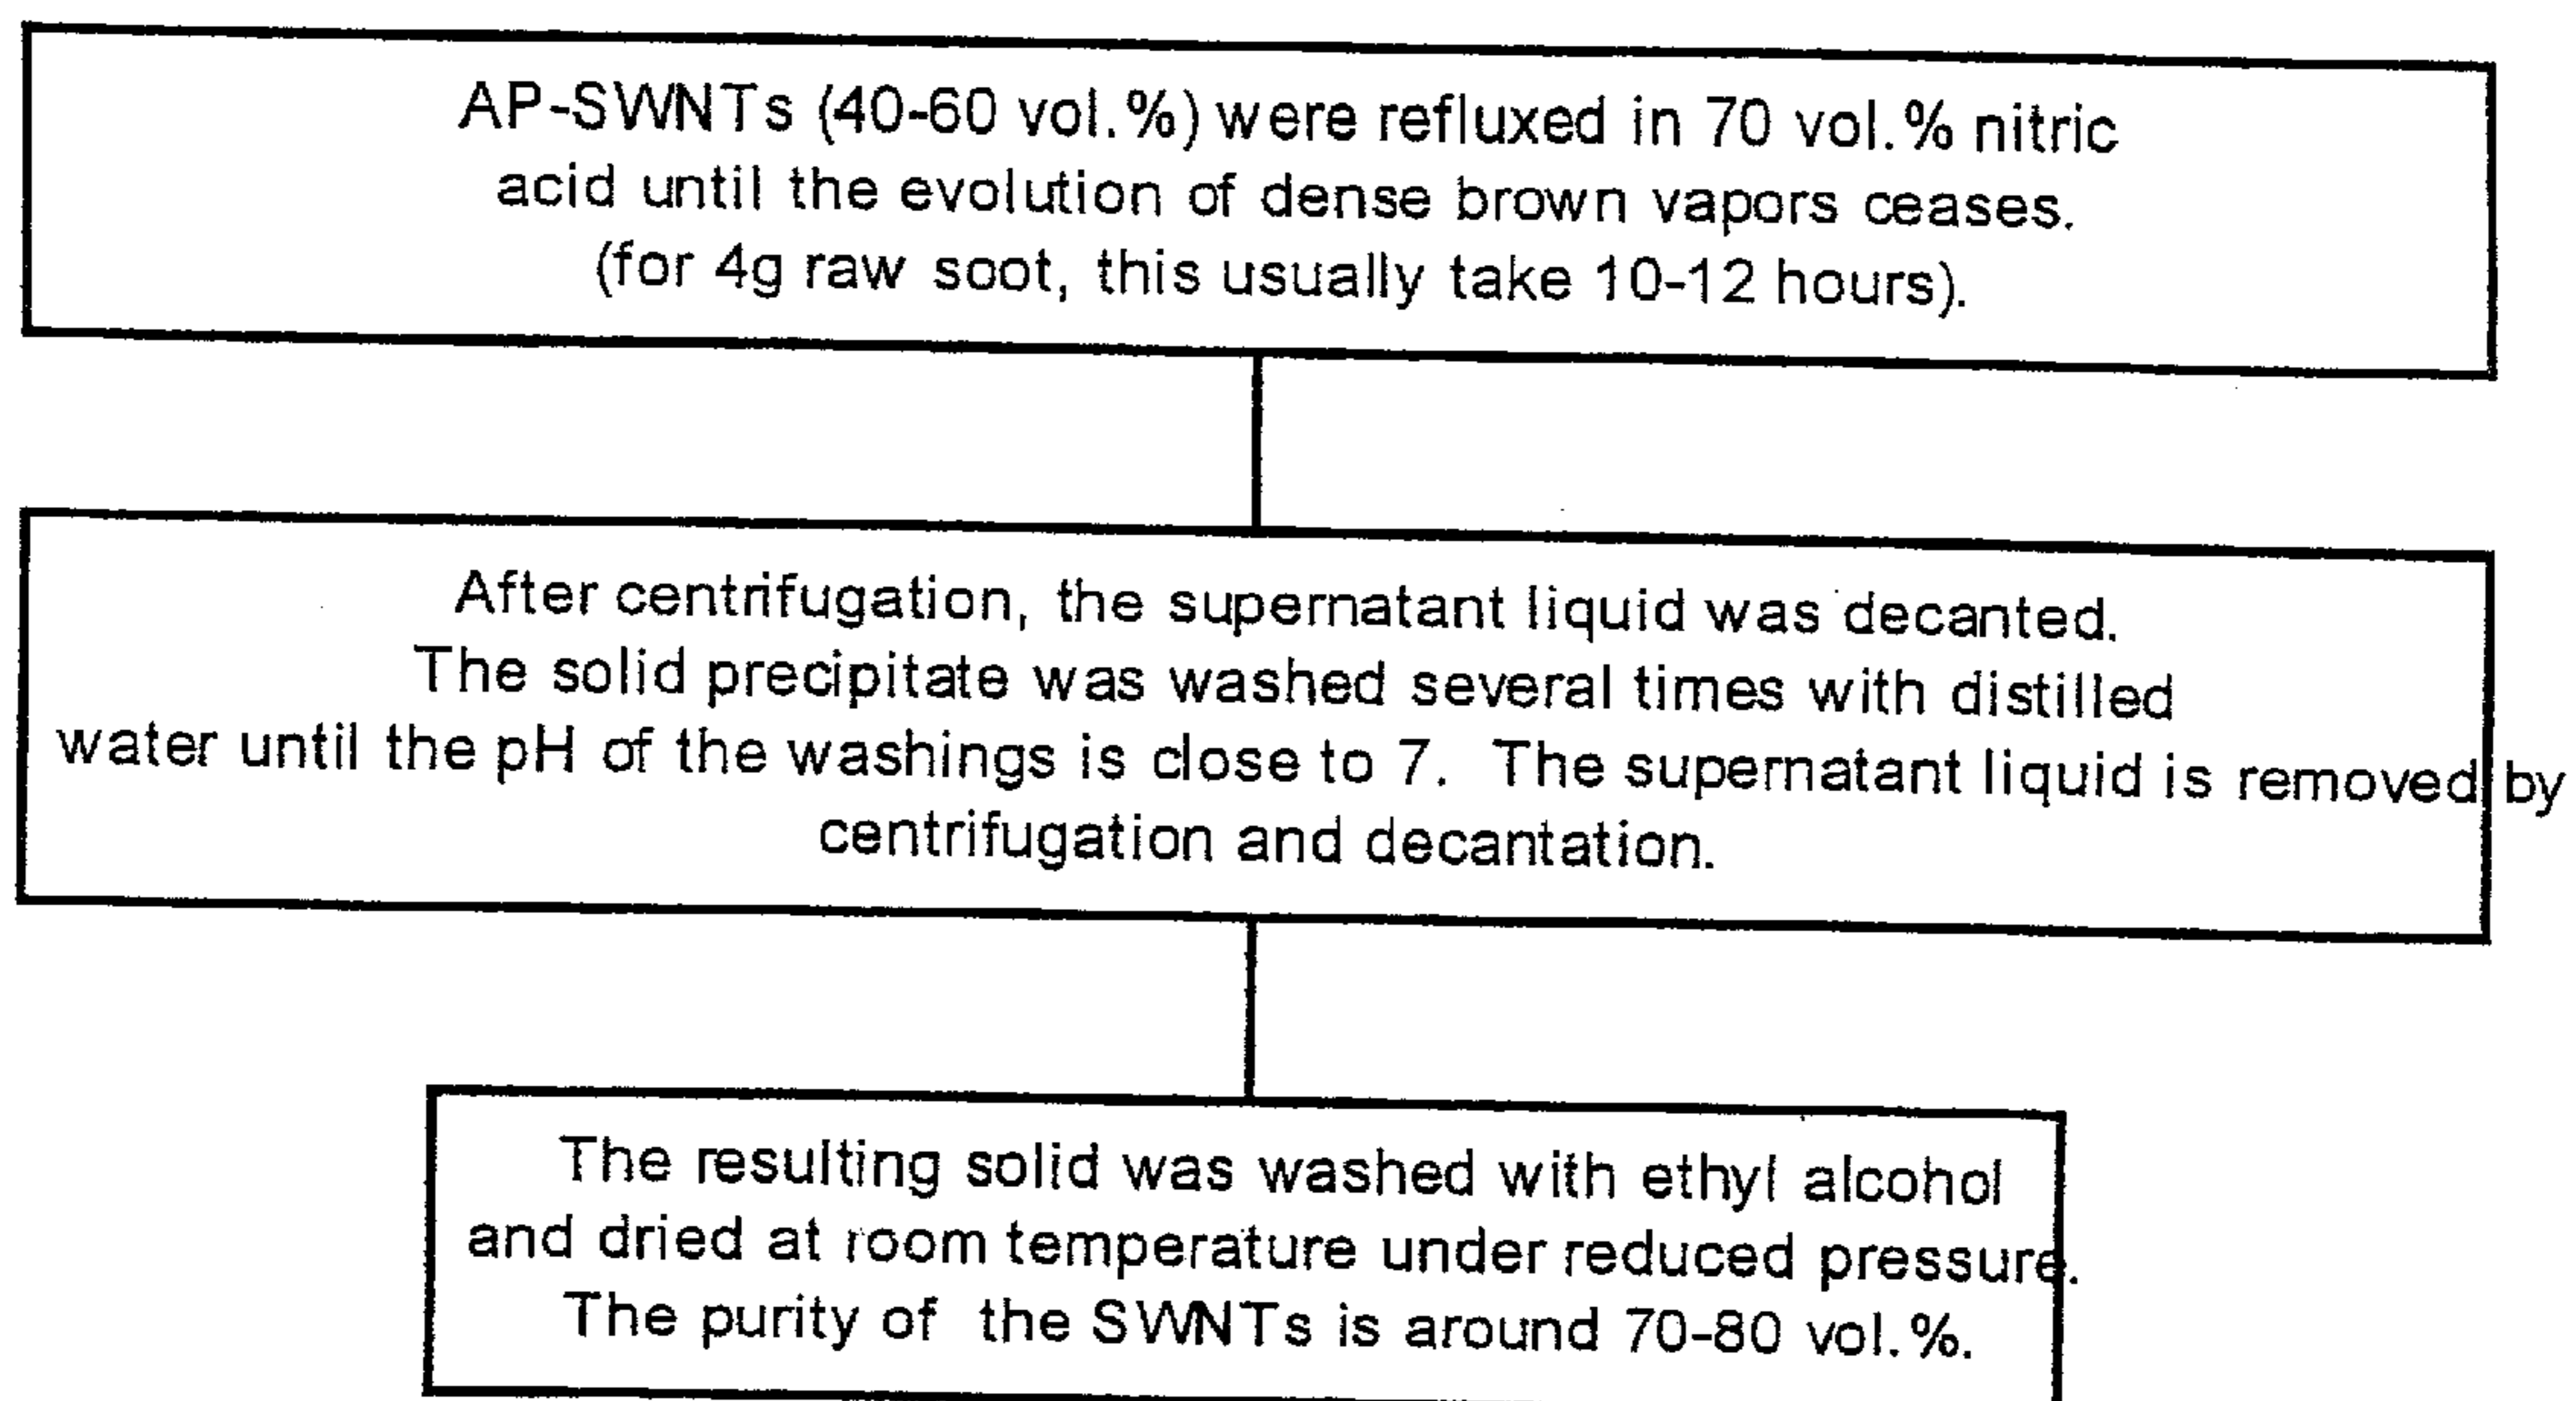 AP-SWNTs (40-60 vol.%) were refluxed in 70 vol.% nitric
acid until the evolution of dense brown vapors ceases.
(for 4g raw soot, this usually take 10-12 hours).
After centrifugation, the supernatant liquid was decanted.
The solid precipitate was washed several times with distilled
water until the pH of the washings is close to 7. The supernatant liquid is removed by
centrifugation and decantation.
The resulting solid was washed with ethyl alcohol
and dried at room temperature under reduced pressure.
The purity of the SWNTs is around 70-80 vol.%.